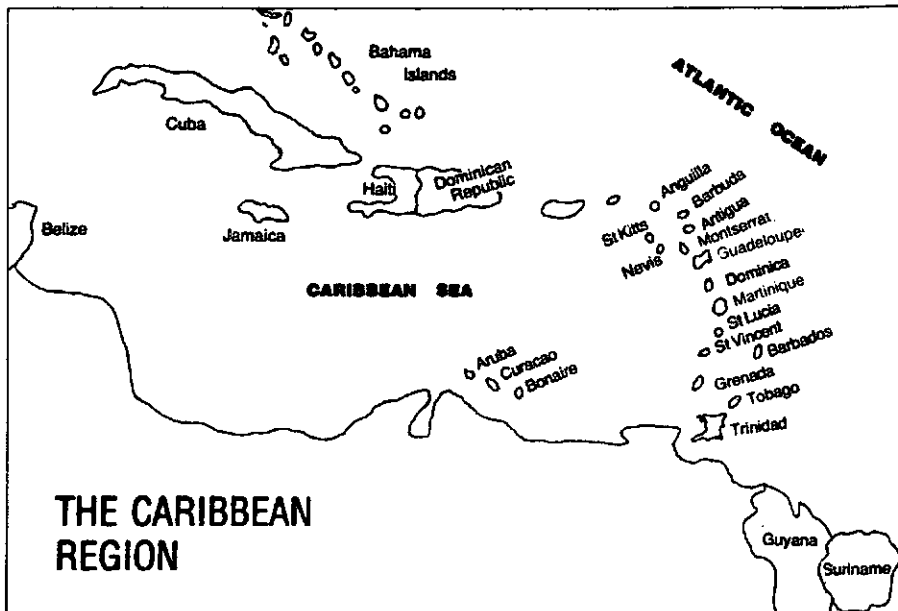 Bahama
Islands
ATLANTIC OCEAN
Cuba
Haiti
Dominican
Republic
Anguilla
Barbuda
Antigua
St Kitts
Montserrat
Nevis
Guadeloupe
Belize
Jamaica
CARIBBEAN SEA
Dominica
Martinique
St Lucia
St Vincent
Barbados
Aruba
Curacao
Bonaire
Grenada
Tobago
Trinidad
THE CARIBBEAN
REGION
Guyana
Suriname